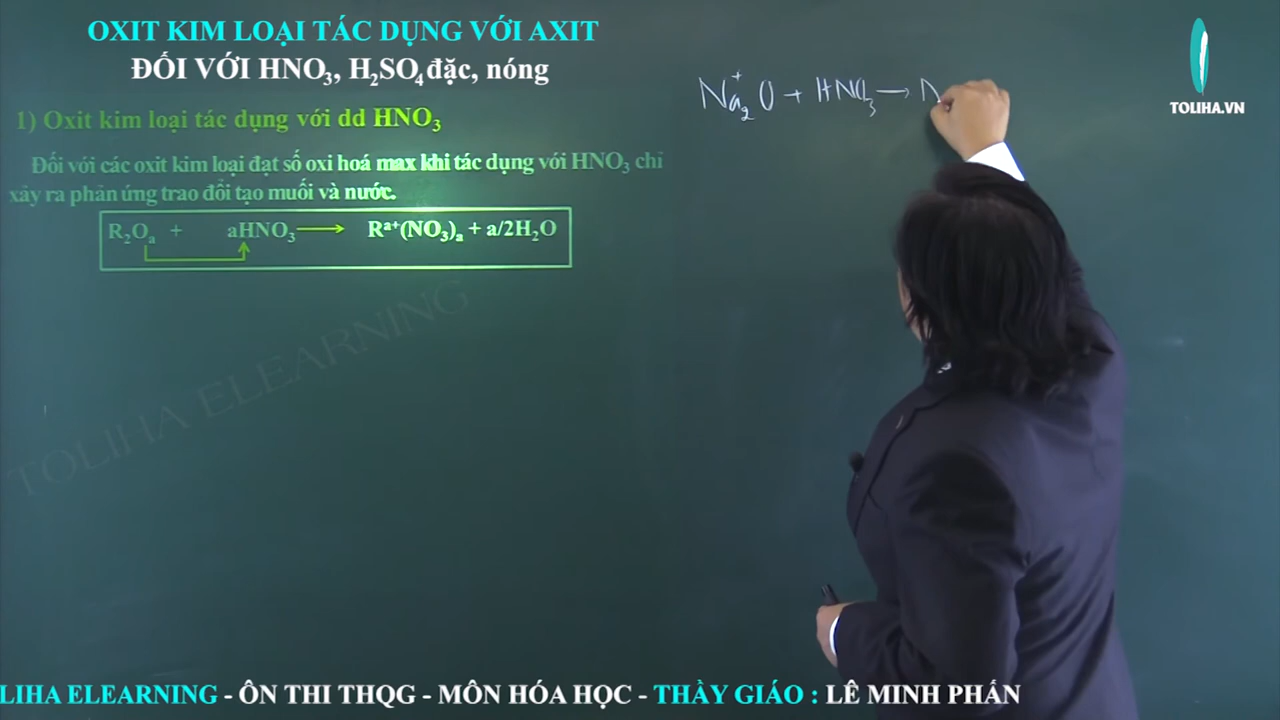 OXIT KIM LOẠI TÁC DỤNG VỚI AXIT
ĐỐI VỚI HNO₃, H₂SO₄ đặc, nóng
1) Oxit kim loại tác dụng với dd HNO₃
Đối với các oxit kim loại đạt số oxi hoá max khi tác dụng với HNO₃ chỉ
xảy ra phản ứng trao đổi tạo muối và nước.
R₂Oₐ + aHNO₃ ⟶ Rᵃ⁺(NO₃)ₐ + a/2H₂O
Na₂⁺O + HNO₃ → N
TOLIHA.VN
TOLIHA ELEARNING
LIHA ELEARNING - ÔN THI THQG - MÔN HÓA HỌC - THẦY GIÁO : LÊ MINH PHẤN